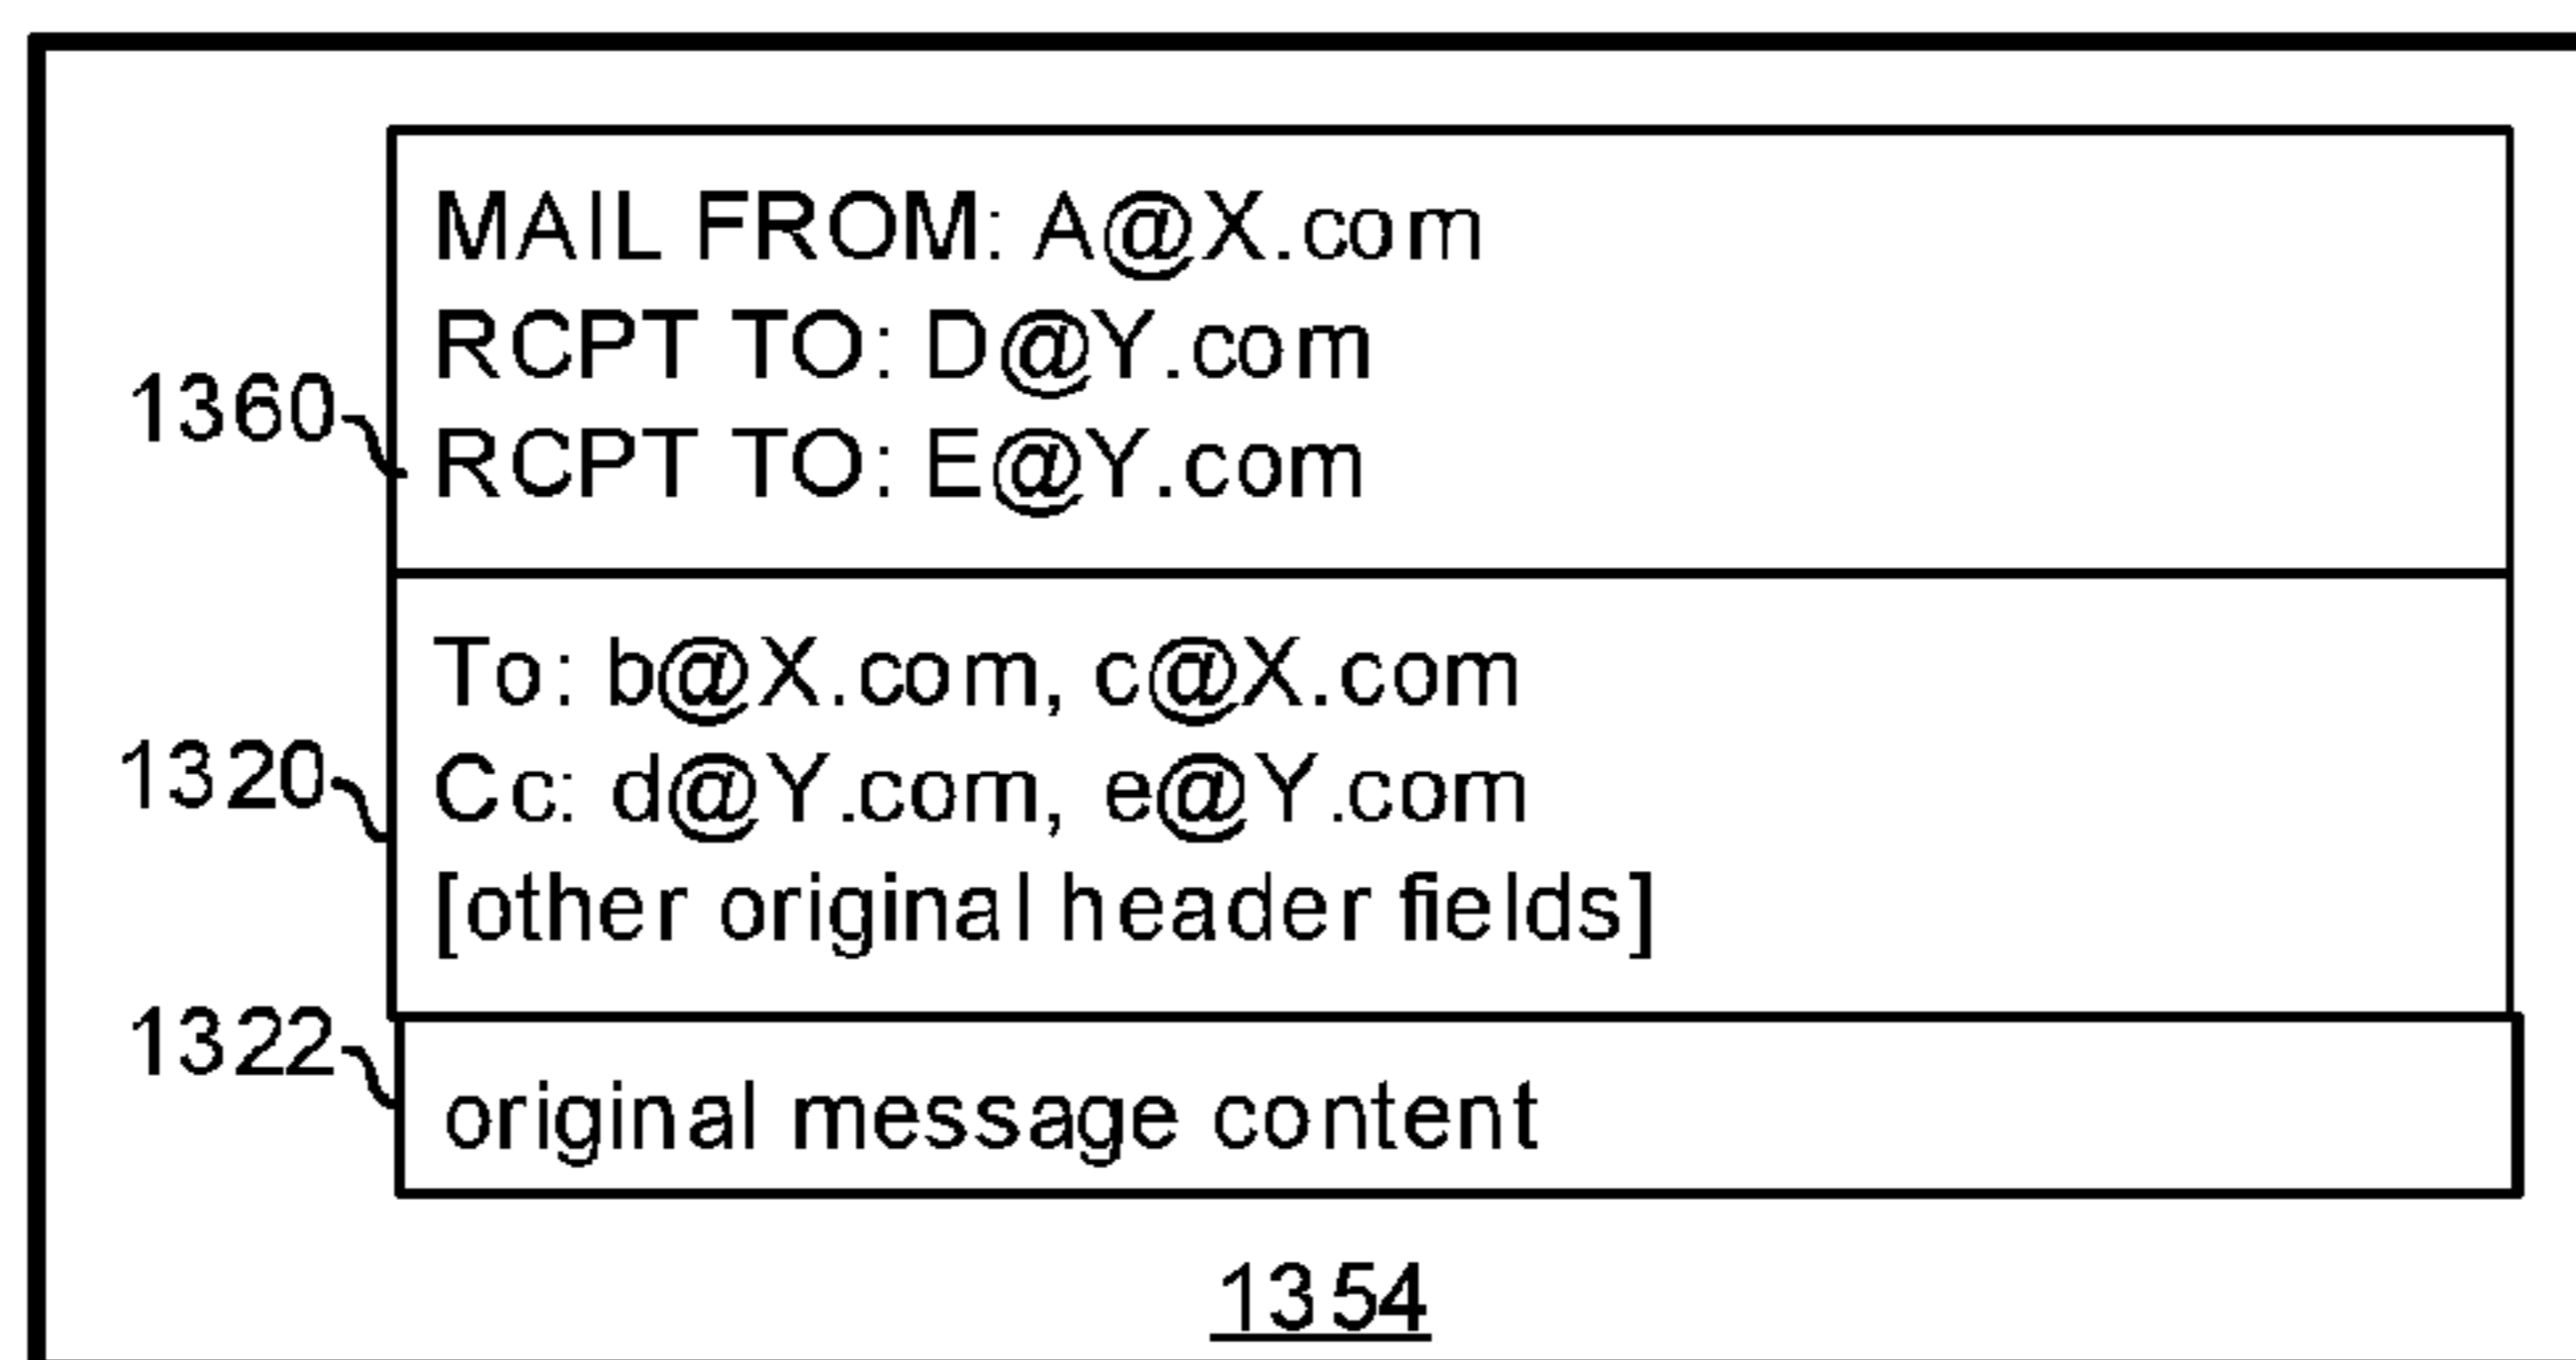 MAIL FROM: A@X.com
RCPT TO: D@Y.com
1360
RCPT TO: E@Y.com
To: b@X.com, c@X.com
1320
Cc: d@Y.com, e@Y.com
[other original header fields]
1322
original message content
1354